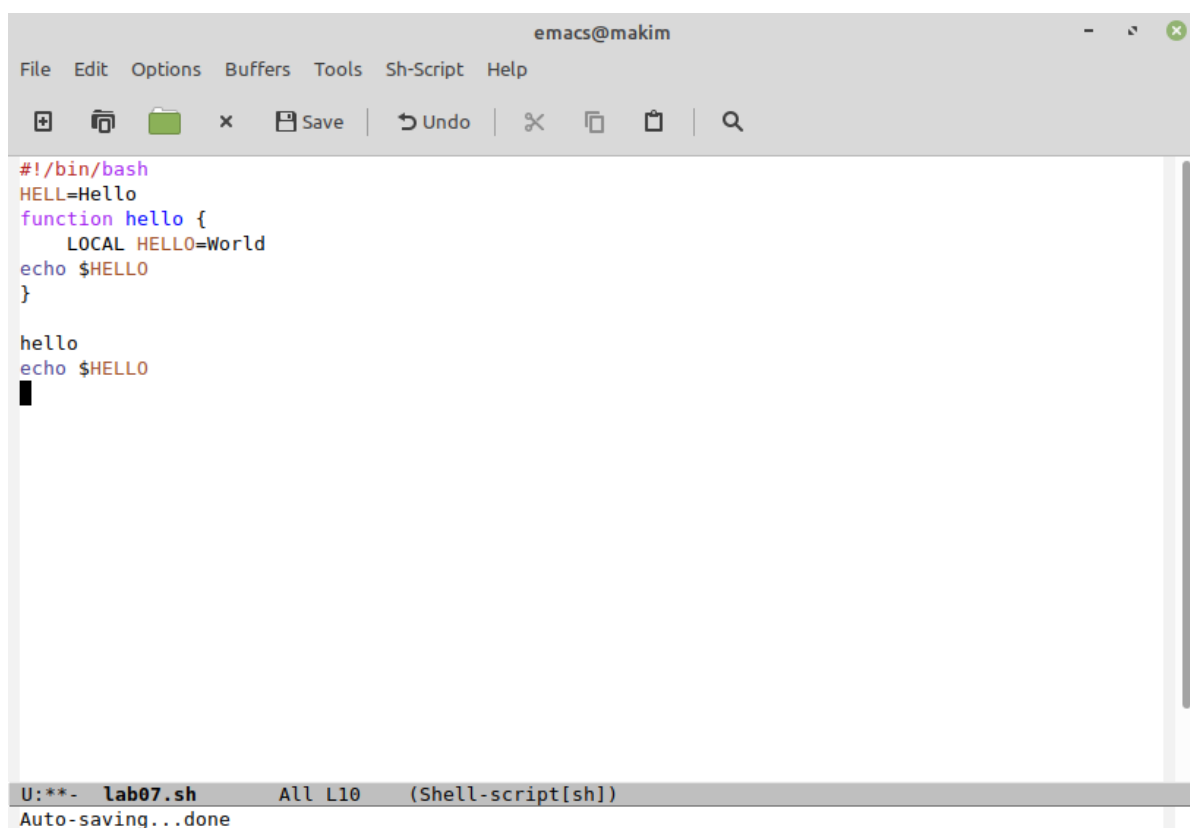 emacs@makim
File Edit Options Buffers Tools Sh-Script Help
Save Undo
#!/bin/bash
HELL=Hello
function hello {
    LOCAL HELLO=World
echo $HELLO
}
hello
echo $HELLO
U:**- lab07.sh All L10 (Shell-script[sh])
Auto-saving...done